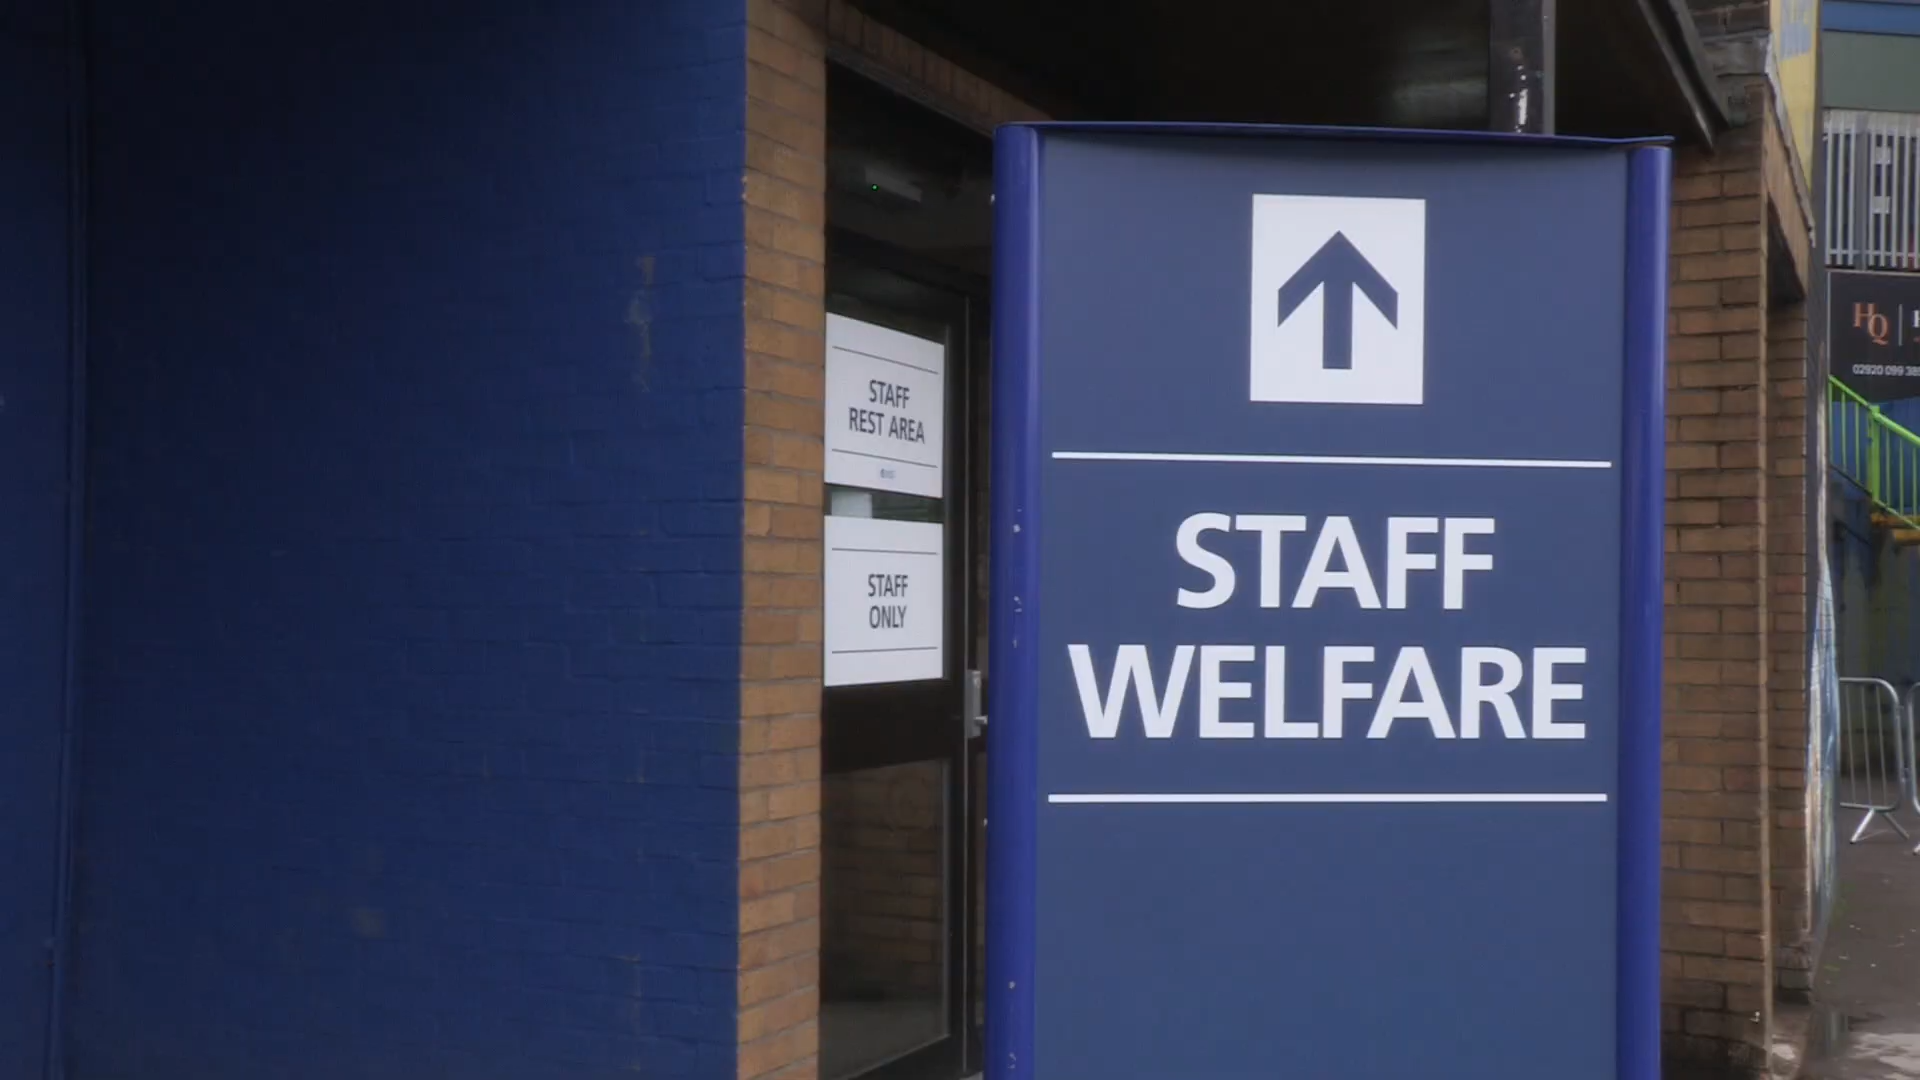 STAFF
REST AREA
STAFF
ONLY
STAFF
WELFARE
HQ
02920 099 38